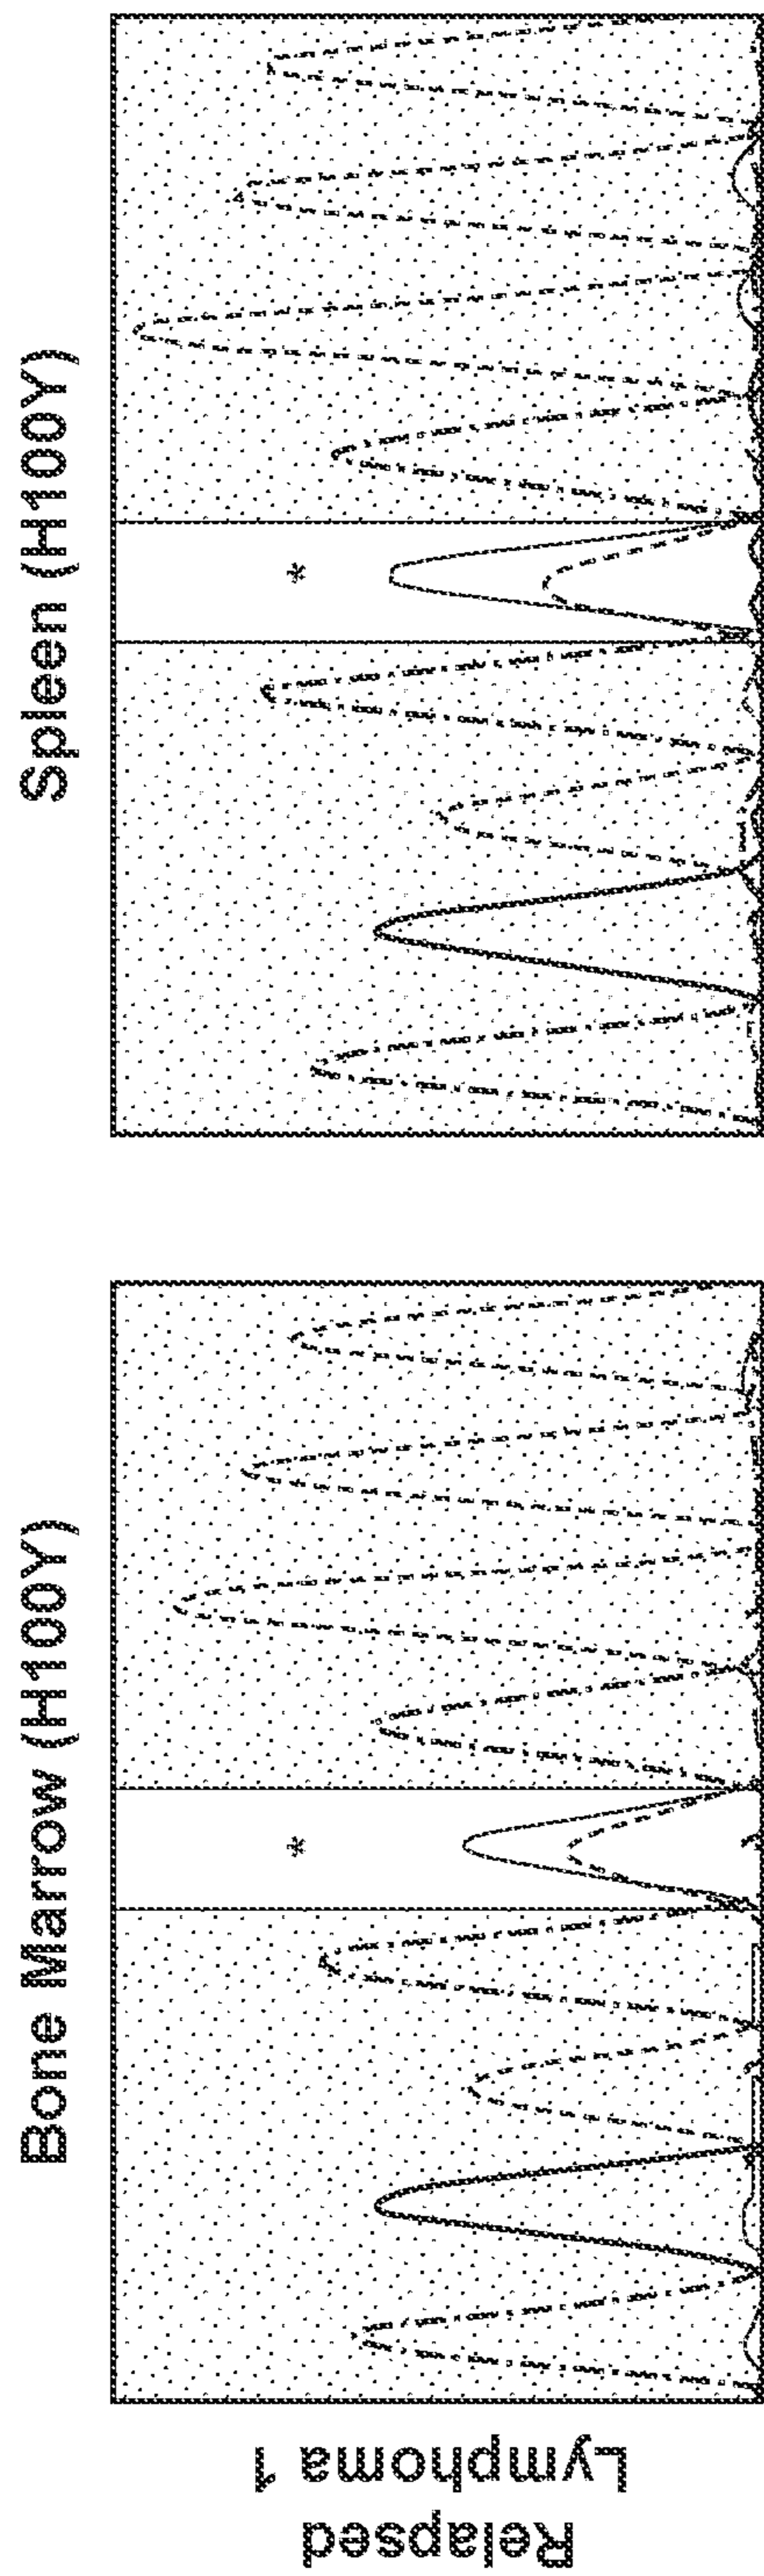 Bone Marrow (H100Y)
Spleen (H100Y)
Relapsed
Lymphoma 1
*
*